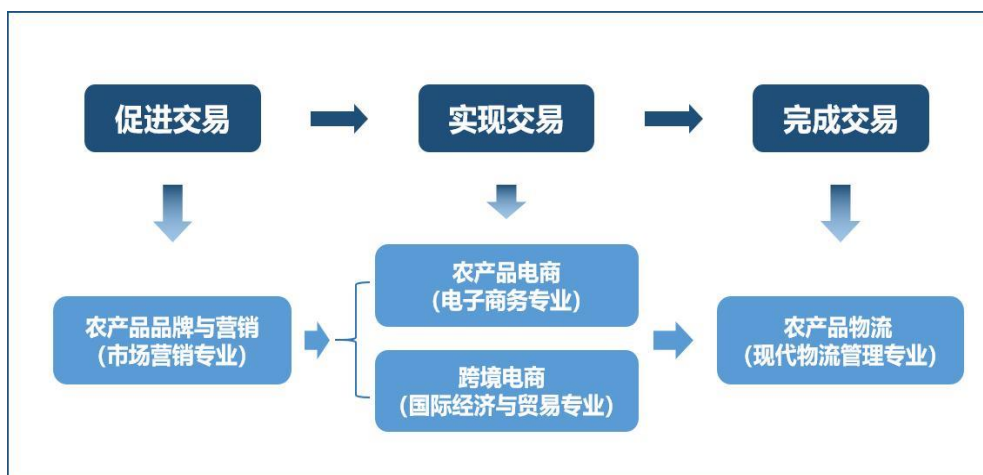 促进交易
实现交易
完成交易
农产品电商
(电子商务专业)
农产品品牌与营销
(市场营销专业)
农产品物流
(现代物流管理专业)
跨境电商
(国际经济与贸易专业)